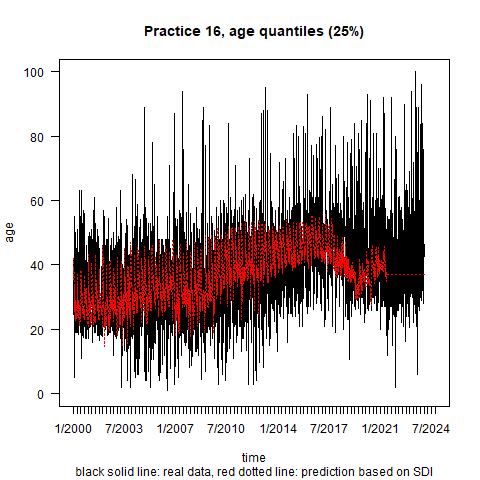 Practice 16, age quantiles (25%)
100
80
60
40
20
0
age
1/2000 7/2003 1/2007 7/2010 1/2014 7/2017 1/2021 7/2024
time
black solid line: real data, red dotted line: prediction based on SDI